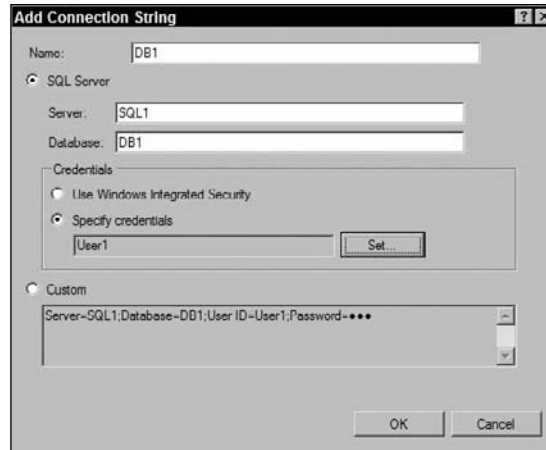 Add Connection String
Name: DB1
SQL Server
Server: SQL1
Database: DB1
Credentials
Use Windows Integrated Security
Specify credentials
User1 Set...
Custom
Server=SQL1;Database=DB1;User ID=User1;Password=●●●
OK Cancel